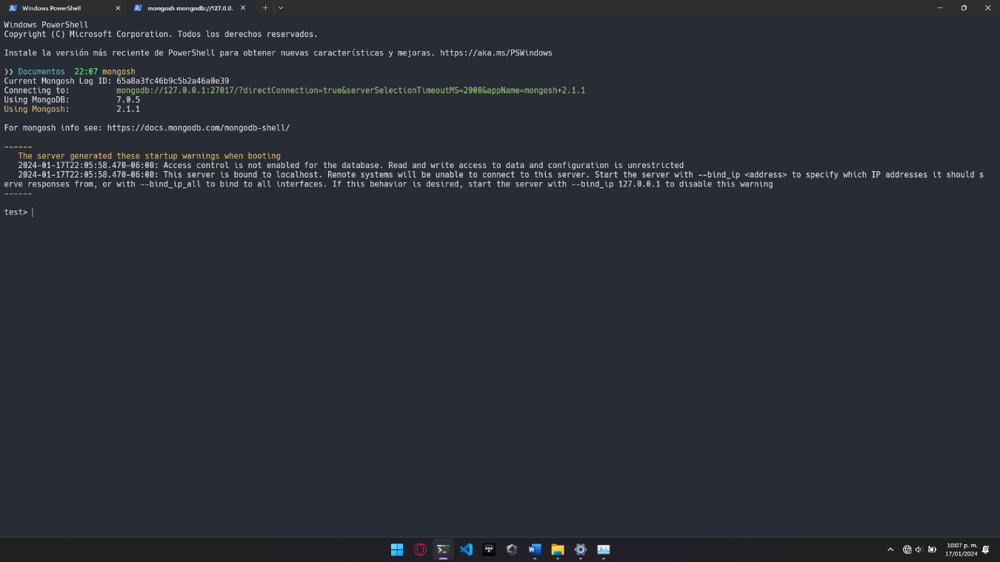 Windows PowerShell
mongosh mongodb://127.0.0.
Windows PowerShell
Copyright (C) Microsoft Corporation. Todos los derechos reservados.
Instale la versión más reciente de PowerShell para obtener nuevas características y mejoras. https://aka.ms/PSWindows
❯❯ Documentos 22:07 mongosh
Current Mongosh Log ID: 65a8a3fc46b9c5b2a46a0e39
Connecting to: mongodb://127.0.0.1:27017/?directConnection=true&serverSelectionTimeoutMS=2000&appName=mongosh+2.1.1
Using MongoDB: 7.0.5
Using Mongosh: 2.1.1
For mongosh info see: https://docs.mongodb.com/mongodb-shell/
------
The server generated these startup warnings when booting
2024-01-17T22:05:58.470-06:00: Access control is not enabled for the database. Read and write access to data and configuration is unrestricted
2024-01-17T22:05:58.470-06:00: This server is bound to localhost. Remote systems will be unable to connect to this server. Start the server with --bind_ip <address> to specify which IP addresses it should s
erve responses from, or with --bind_ip_all to bind to all interfaces. If this behavior is desired, start the server with --bind_ip 127.0.0.1 to disable this warning
------
test>
10:07 p. m.
17/01/2024